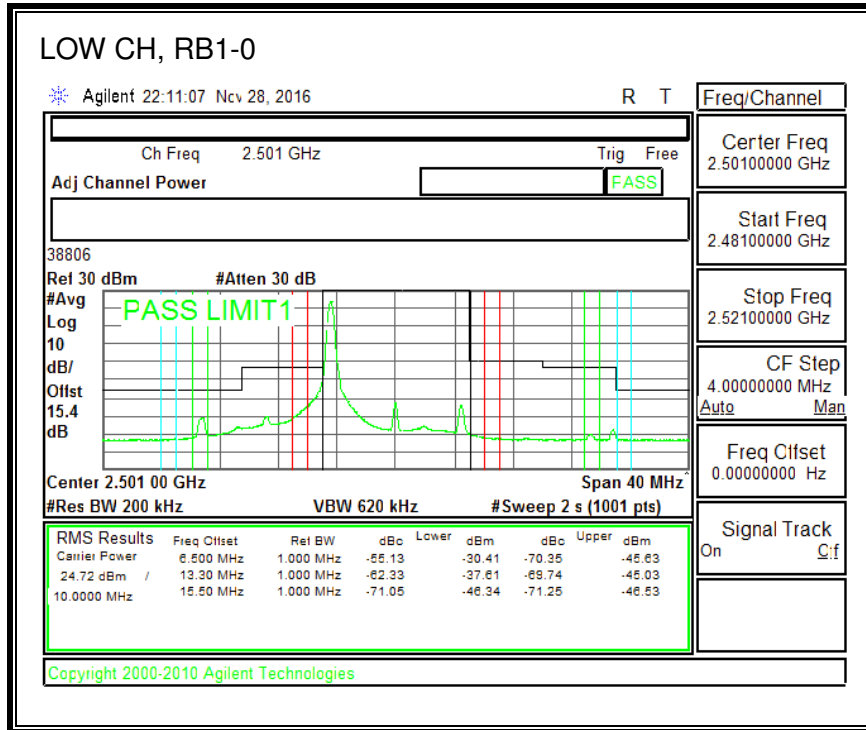 LOW CH, RB1-0
Agilent 22:11:07 Nov 28, 2016 R T
Freq/Channel
Ch Freq 2.501 GHz Trig Free
Adj Channel Power PASS
Center Freq
2.50100000 GHz
Start Freq
2.48100000 GHz
Stop Freq
2.52100000 GHz
CF Step
4.00000000 MHz
Auto Man
Freq Offset
0.00000000 Hz
Signal Track
On Off
38806
Ref 30 dBm #Atten 30 dB
#Avg
Log
10
dB/
Offst
15.4
dB
PASS LIMIT1
Center 2.501 00 GHz Span 40 MHz
#Res BW 200 kHz VBW 620 kHz #Sweep 2 s (1001 pts)
RMS Results Freq Offset Ref BW dBc Lower dBm dBc Upper dBm
Carrier Power 6.500 MHz 1.000 MHz -55.13 -30.41 -70.35 -45.63
24.72 dBm / 13.30 MHz 1.000 MHz -62.33 -37.61 -69.74 -45.03
10.0000 MHz 15.50 MHz 1.000 MHz -71.05 -46.34 -71.25 -46.53
Copyright 2000-2010 Agilent Technologies